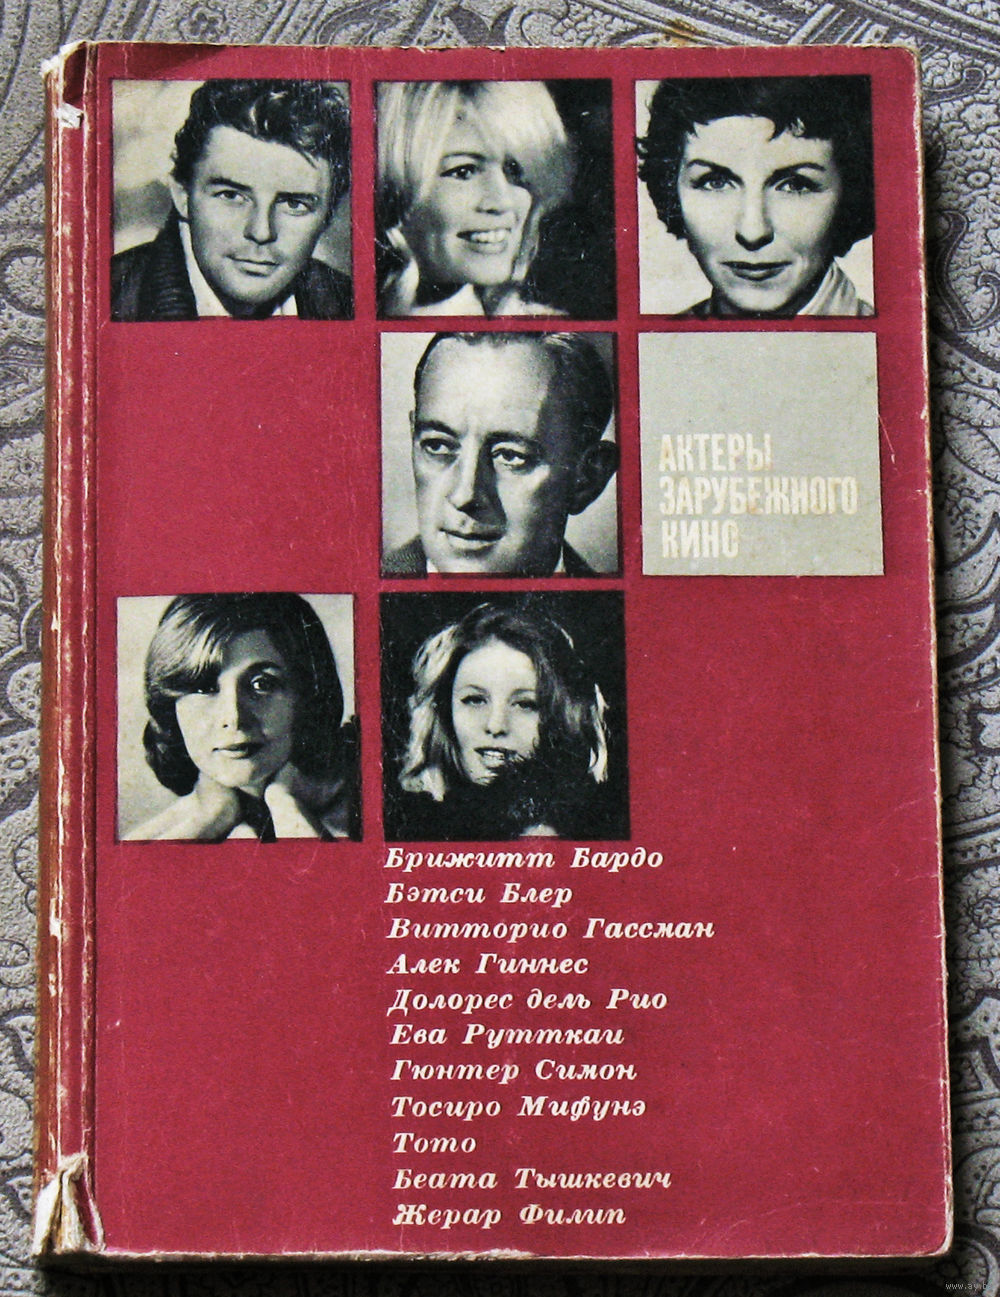 АКТЕРЫ
ЗАРУБЕЖНОГО
КИНО
Брижитт Бардо
Бэтси Блер
Витторио Гассман
Алек Гиннес
Долорес дель Рио
Ева Рутткаи
Гюнтер Симон
Тосиро Мифунэ
Тото
Беата Тышкевич
Жерар Филип